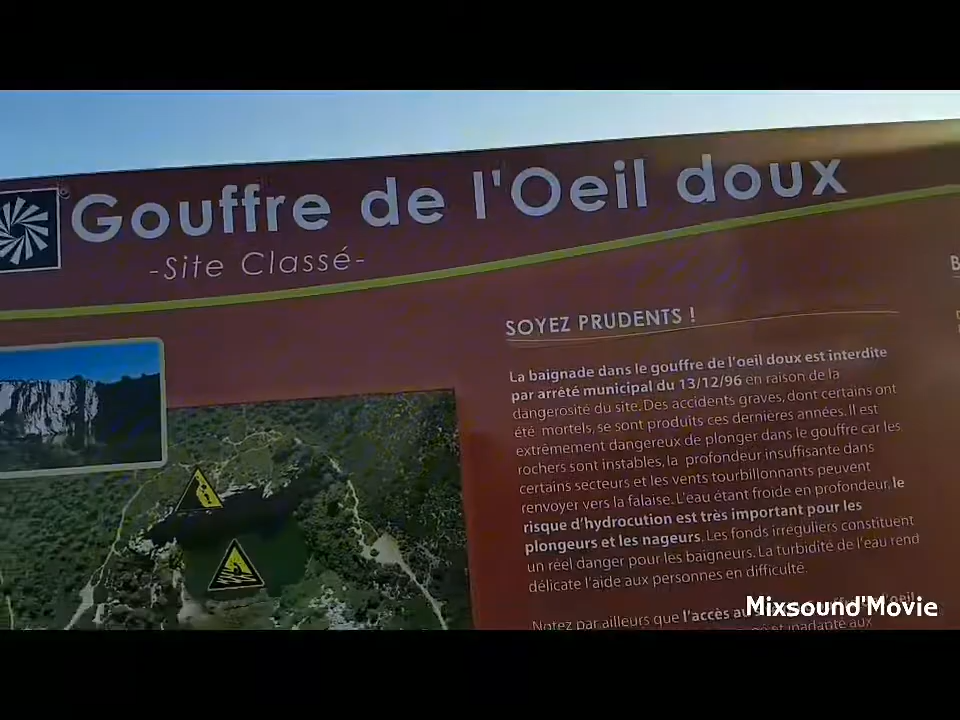 Gouffre de l'Oeil doux
-Site Classé-
SOYEZ PRUDENTS !
La baignade dans le gouffre de l'oeil doux est interdite
par arrêté municipal du 13/12/96 en raison de la
dangerosité du site. Des accidents graves, dont certains ont
été mortels, se sont produits ces dernières années. Il est
extrêmement dangereux de plonger dans le gouffre car les
rochers sont instables, la profondeur insuffisante dans
certains secteurs et les vents tourbillonnants peuvent
renvoyer vers la falaise. L'eau étant froide en profondeur, le
risque d'hydrocution est très important pour les
plongeurs et les nageurs. Les fonds irréguliers constituent
un réel danger pour les baigneurs. La turbidité de l'eau rend
délicate l'aide aux personnes en difficulté.
Notez par ailleurs que l'accès au
et inadapté aux
Mixsound'Movie